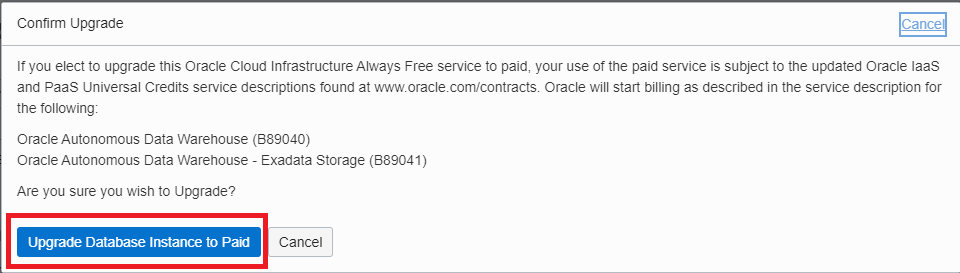 Confirm Upgrade
Cancel
If you elect to upgrade this Oracle Cloud Infrastructure Always Free service to paid, your use of the paid service is subject to the updated Oracle IaaS
and PaaS Universal Credits service descriptions found at www.oracle.com/contracts. Oracle will start billing as described in the service description for
the following:
Oracle Autonomous Data Warehouse (B89040)
Oracle Autonomous Data Warehouse - Exadata Storage (B89041)
Are you sure you wish to Upgrade?
Upgrade Database Instance to Paid
Cancel